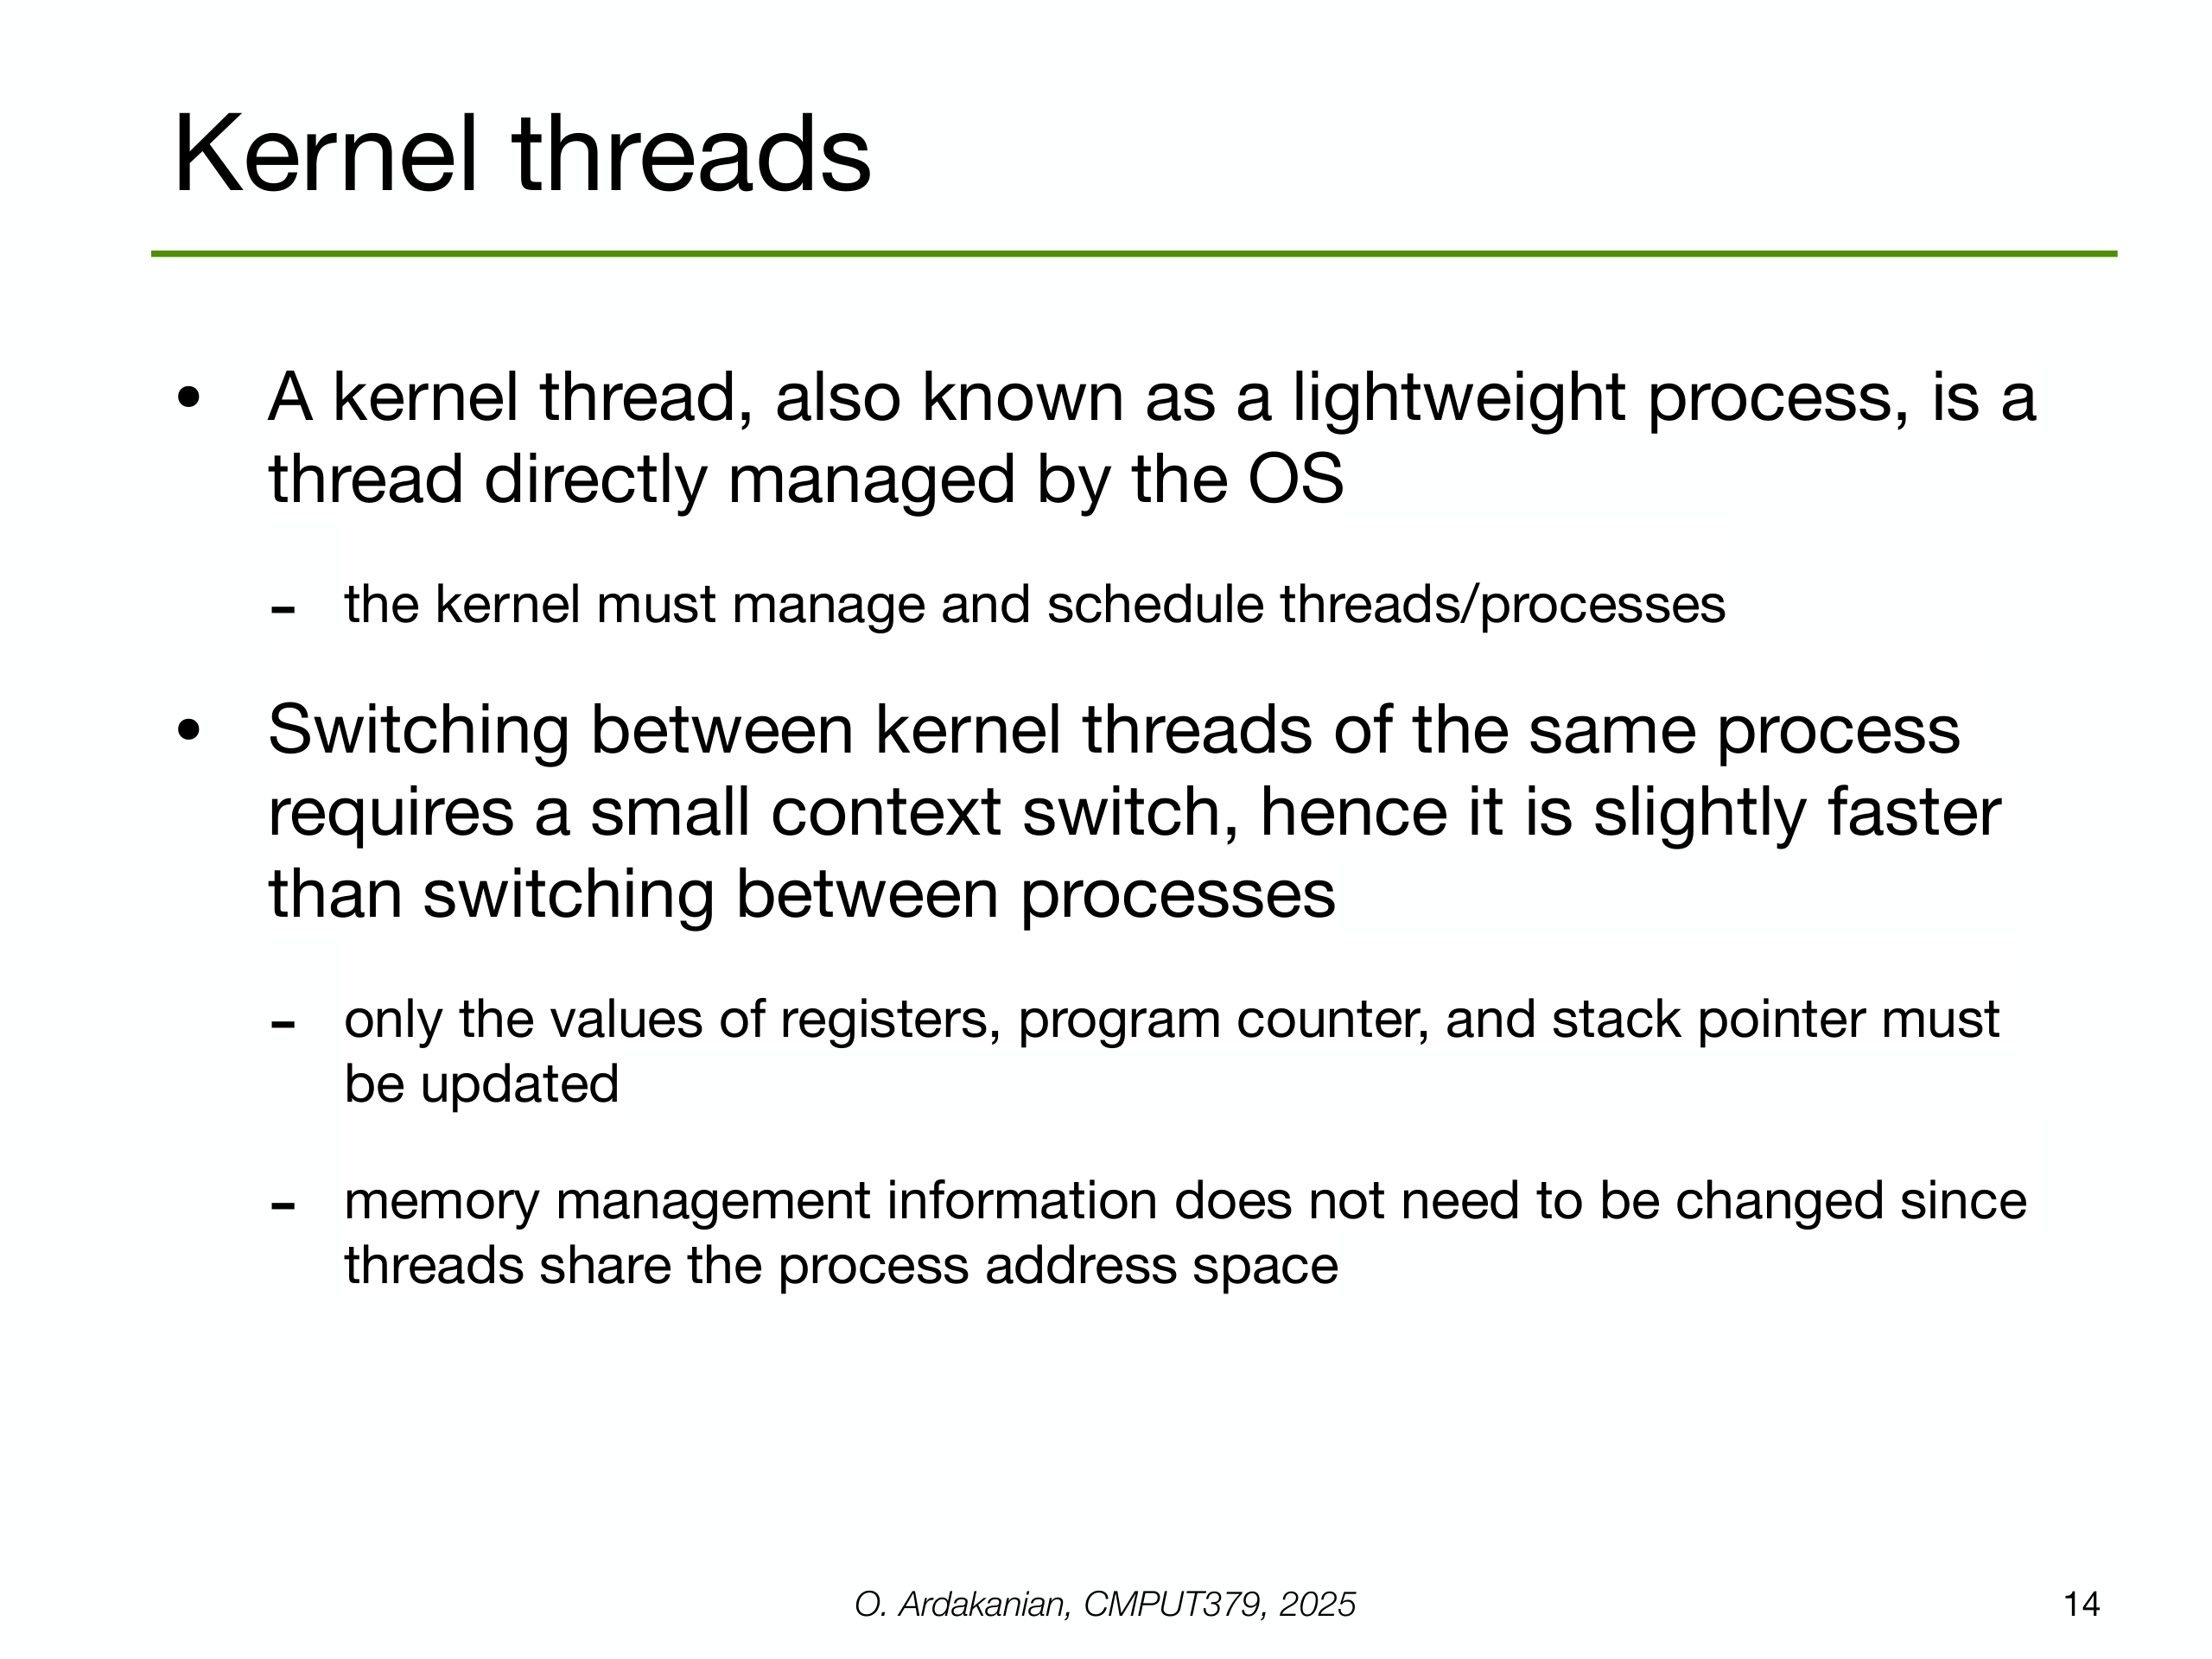 Kernel threads
• A kernel thread, also known as a lightweight process, is a
thread directly managed by the OS
- the kernel must manage and schedule threads/processes
• Switching between kernel threads of the same process
requires a small context switch, hence it is slightly faster
than switching between processes
- only the values of registers, program counter, and stack pointer must
be updated
- memory management information does not need to be changed since
threads share the process address space
O. Ardakanian, CMPUT379, 2025
14